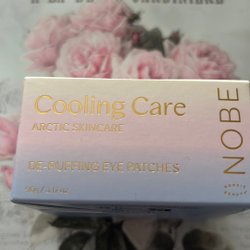 Cooling Care
ARCTIC SKINCARE
DE-PUFFING EYE PATCHES
NOBE